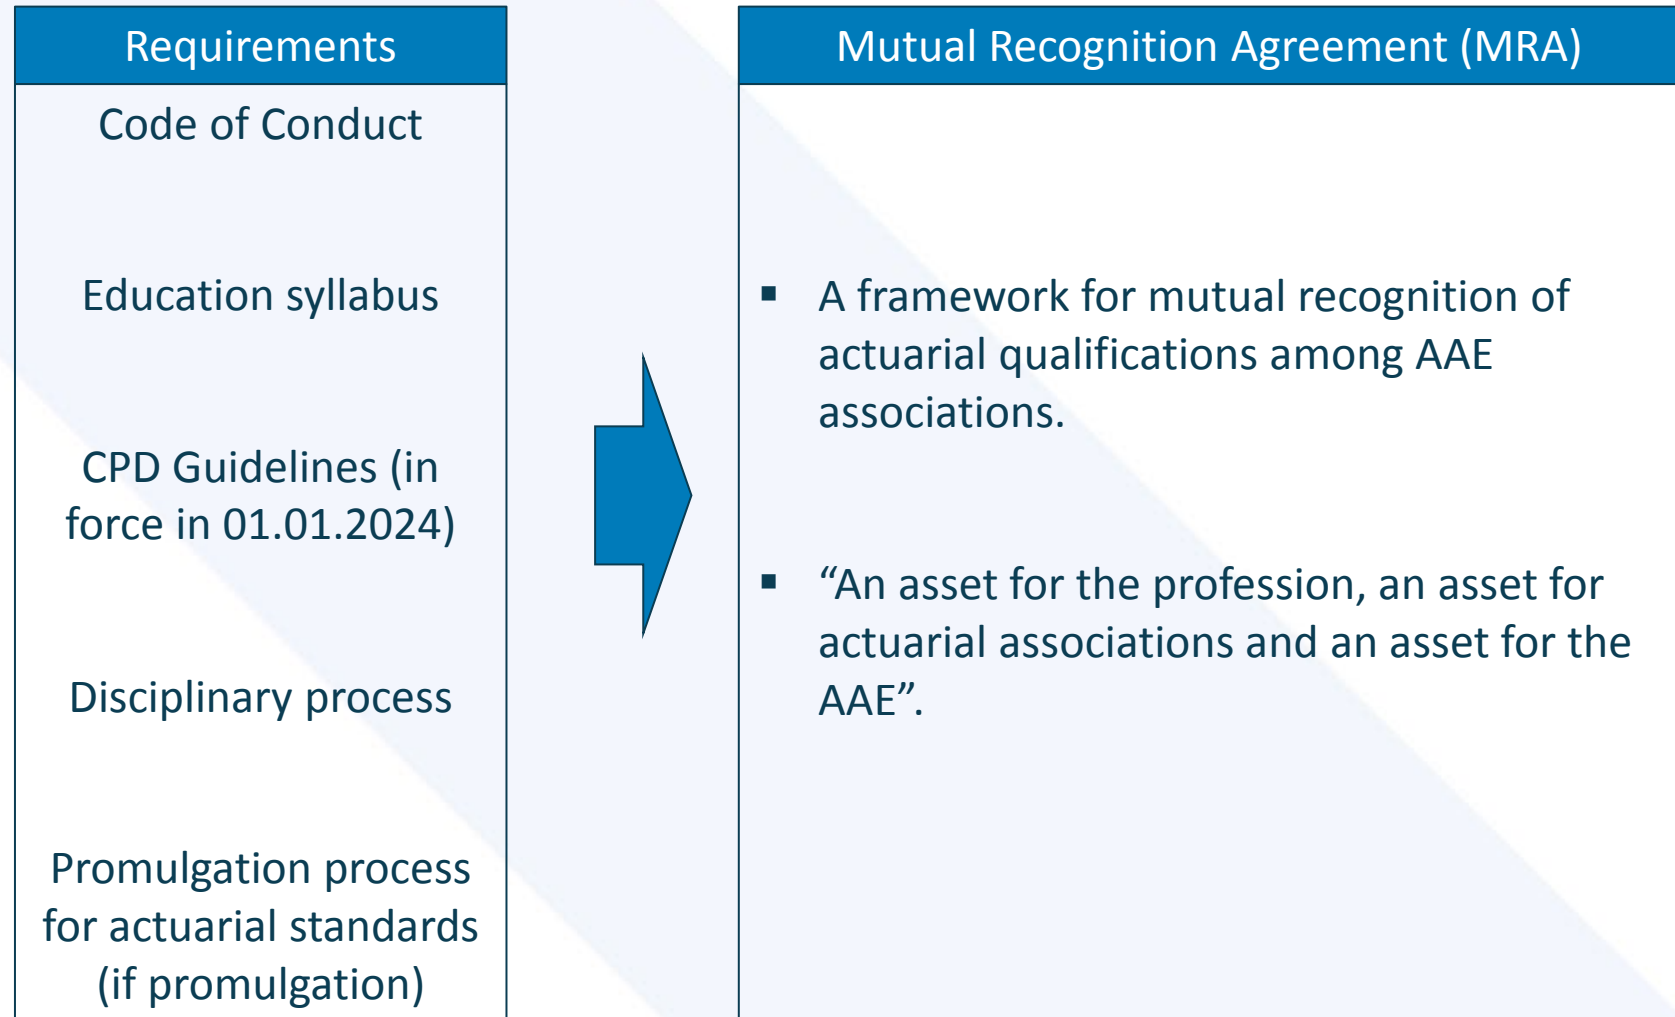 Requirements
Code of Conduct
Education syllabus
CPD Guidelines (in
force in 01.01.2024)
Disciplinary process
Promulgation process
for actuarial standards
(if promulgation)
Mutual Recognition Agreement (MRA)
▪ A framework for mutual recognition of
actuarial qualifications among AAE
associations.
▪ “An asset for the profession, an asset for
actuarial associations and an asset for the
AAE”.